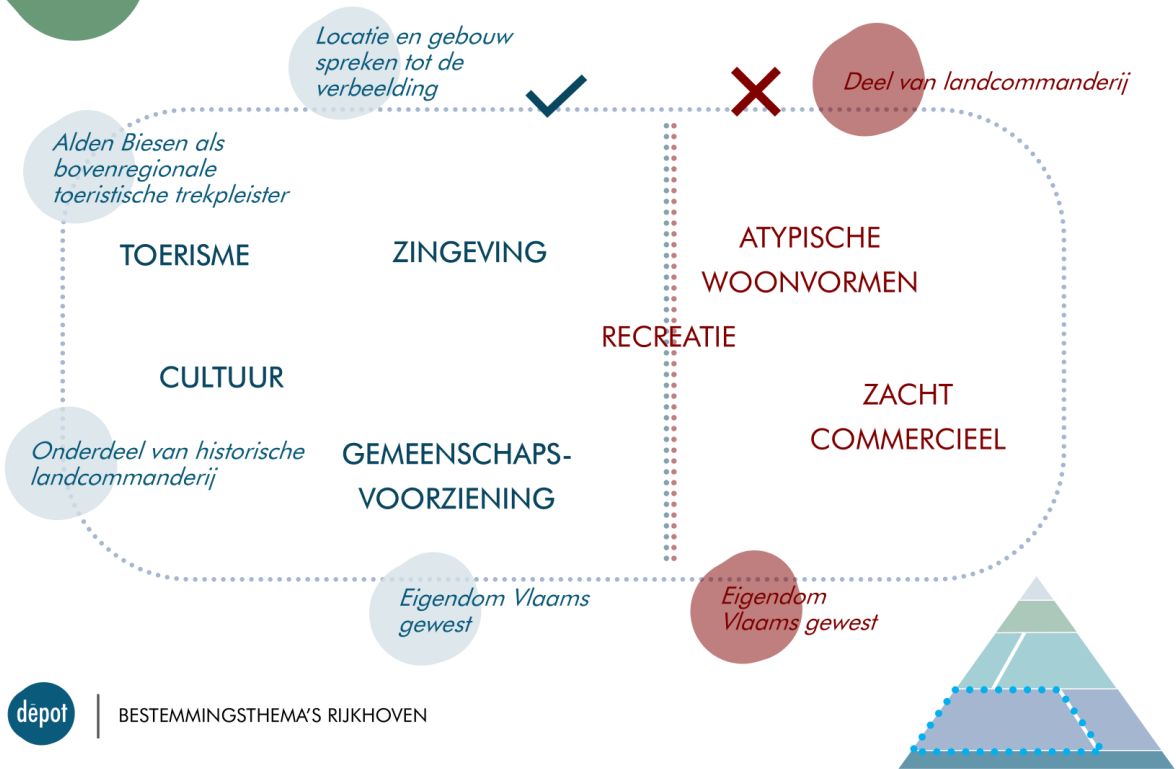 Locatie en gebouw
spreken tot de
verbeelding
Deel van landcommanderij
Alden Biesen als
bovenregionale
toeristische trekpleister
TOERISME
ZINGEVING
ATYPISCHE
WOONVORMEN
RECREATIE
CULTUUR
ZACHT
COMMERCIEEL
Onderdeel van historische
landcommanderij
GEMEENSCHAPS-
VOORZIENING
Eigendom Vlaams
gewest
Eigendom
Vlaams gewest
dēpot
BESTEMMINGSTHEMA'S RIJKHOVEN